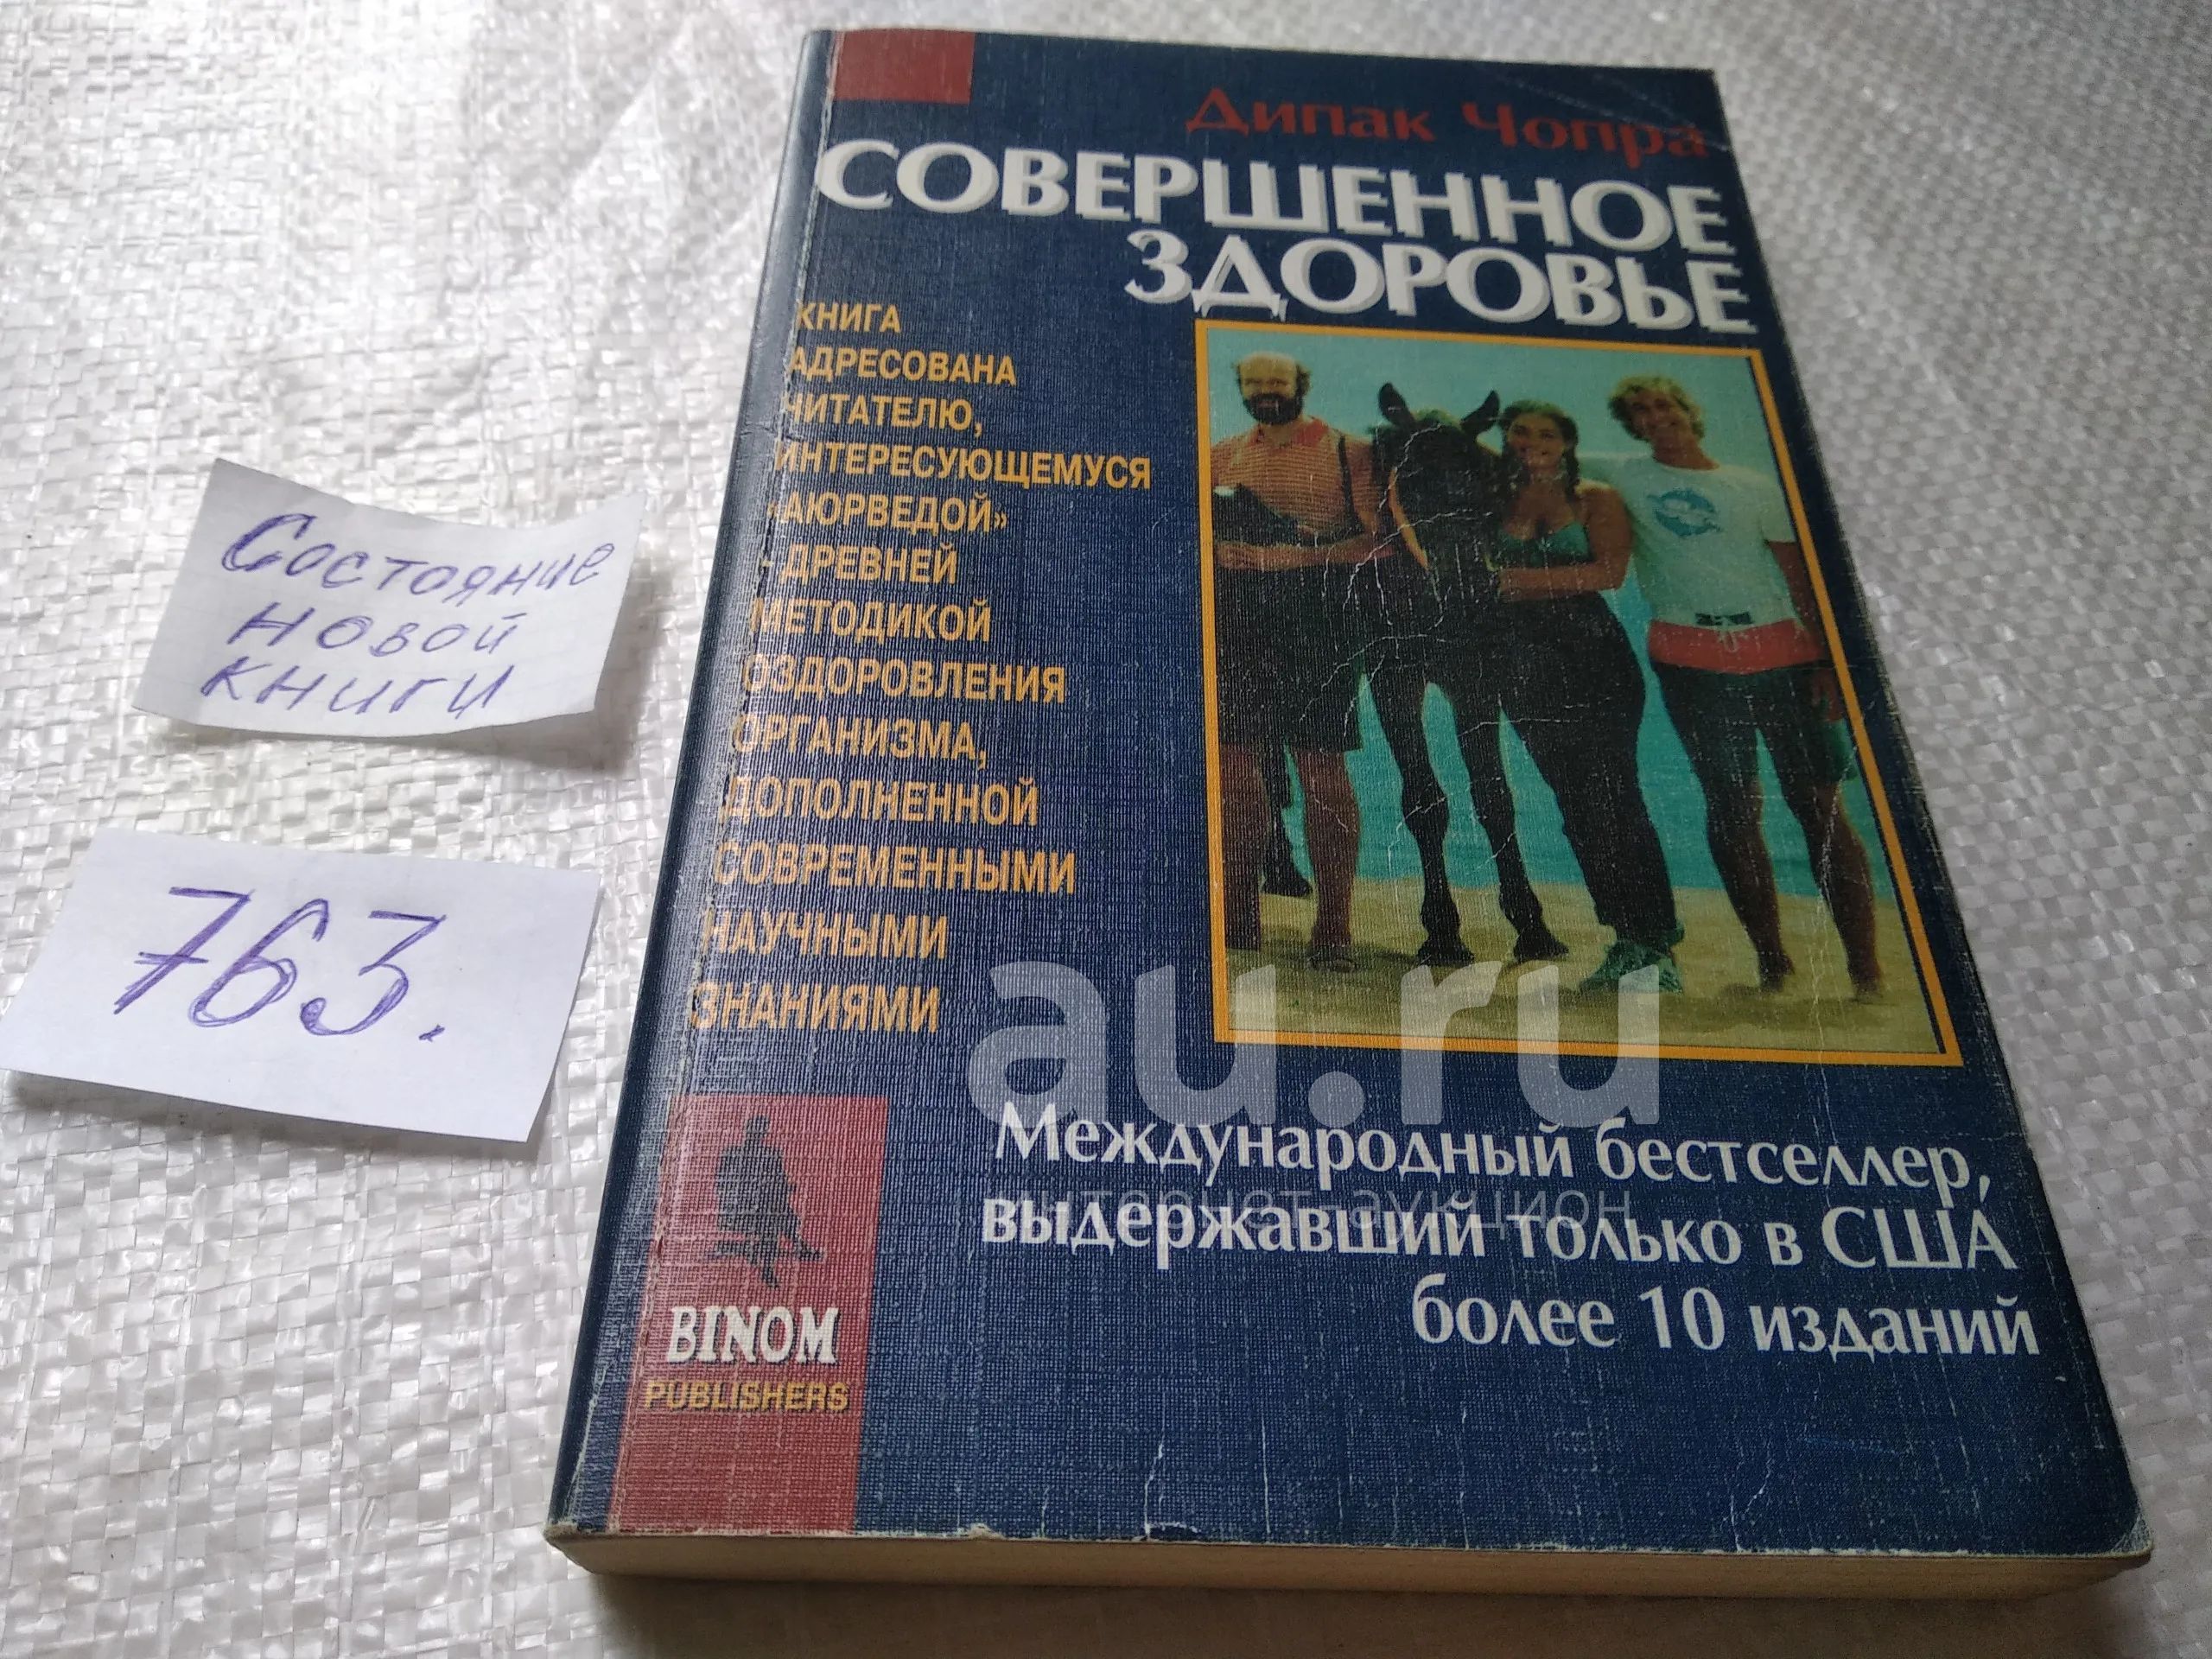 Дипак Чопра
СОВЕРШЕННОЕ
ЗДОРОВЬЕ
КНИГА
АДРЕСОВАНА
ЧИТАТЕЛЮ,
ИНТЕРЕСУЮЩЕМУСЯ
«АЮРВЕДОЙ»
- ДРЕВНЕЙ
МЕТОДИКОЙ
ОЗДОРОВЛЕНИЯ
ОРГАНИЗМА,
ДОПОЛНЕННОЙ
СОВРЕМЕННЫМИ
НАУЧНЫМИ
ЗНАНИЯМИ
Состояние
новой
книги
763.
au.ru
интернет-аукцион
Международный бестселлер,
выдержавший только в США
более 10 изданий
BINOM
PUBLISHERS